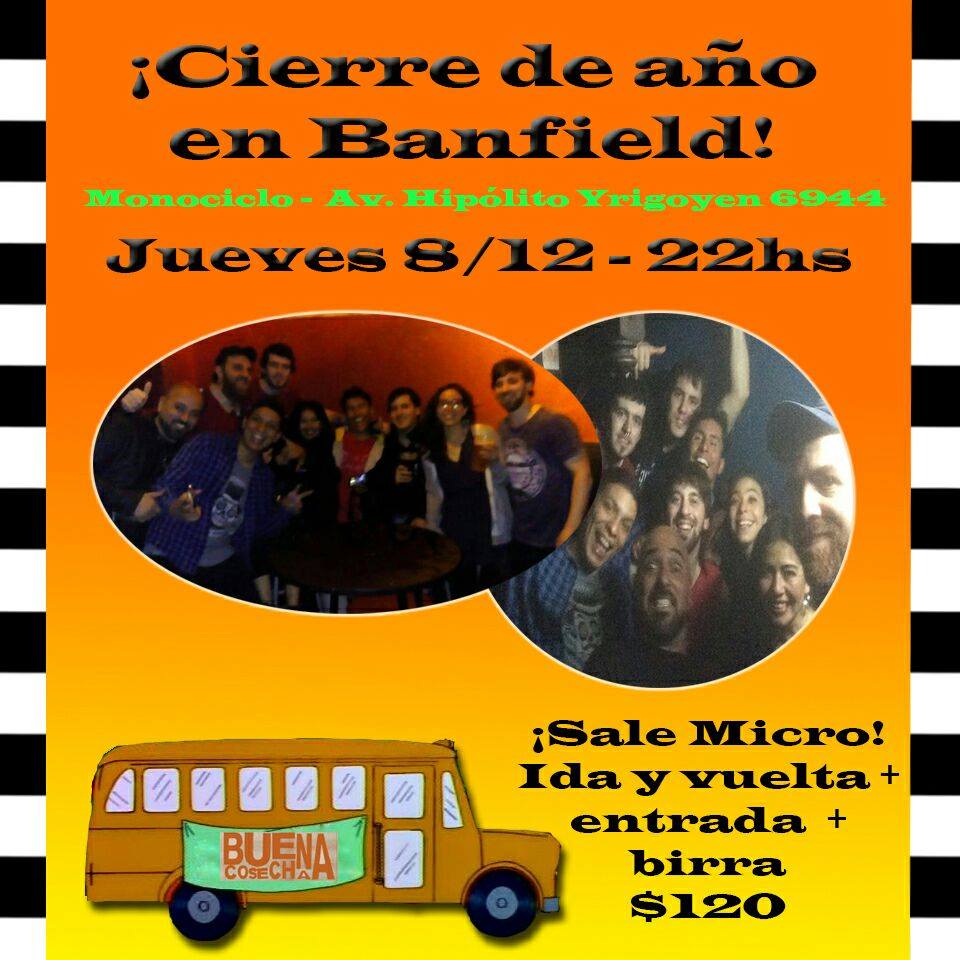 ¡Cierre de año
en Banfield!
Monociclo - Av. Hipólito Yrigoyen 6944
Jueves 8/12 - 22hs
¡Sale Micro!
Ida y vuelta +
entrada +
birra
$120
BUENA
COSECHA